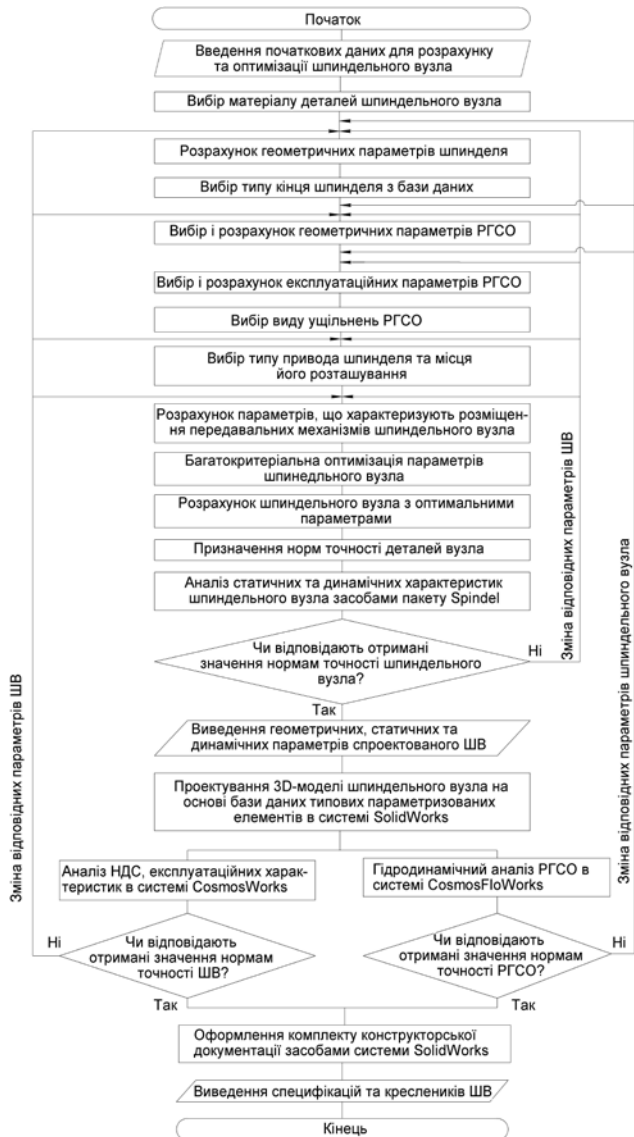 Початок
Введення початкових даних для розрахунку
та оптимізації шпиндельного вузла
Вибір матеріалу деталей шпиндельного вузла
Розрахунок геометричних параметрів шпинделя
Вибір типу кінця шпинделя з бази даних
Вибір і розрахунок геометричних параметрів РГСО
Вибір і розрахунок експлуатаційних параметрів РГСО
Вибір виду ущільнень РГСО
Вибір типу привода шпинделя та місця
його розташування
Розрахунок параметрів, що характеризують розміщен-
ня передавальних механізмів шпиндельного вузла
Багатокритеріальна оптимізація параметрів
шпинедльного вузла
Розрахунок шпиндельного вузла з оптимальними
параметрами
Призначення норм точності деталей вузла
Аналіз статичних та динамічних характеристик
шпиндельного вузла засобами пакету Spindel
Чи відповідають отримані
значення нормам точності шпиндельного
вузла?
Ні
Так
Зміна відповідних параметрів ШВ
Зміна відповідних параметрів шпиндельного вузла
Зміна відповідних параметрів ШВ
Виведення геометричних, статичних та
динамічних параметрів спроектованого ШВ
Проектування 3D-моделі шпиндельного вузла на
основі бази даних типових параметризованих
елементів в системі SolidWorks
Аналіз НДС, експлуатаційних харак-
теристик в системі CosmosWorks
Гідродинамічний аналіз РГСО в
системі CosmosFloWorks
Ні
Чи відповідають
отримані значення нормам
точності ШВ?
Так
Чи відповідають
отримані значення нормам
точності РГСО?
Ні
Так
Оформлення комплекту конструкторської
документації засобами системи SolidWorks
Виведення специфікацій та креслеників ШВ
Кінець